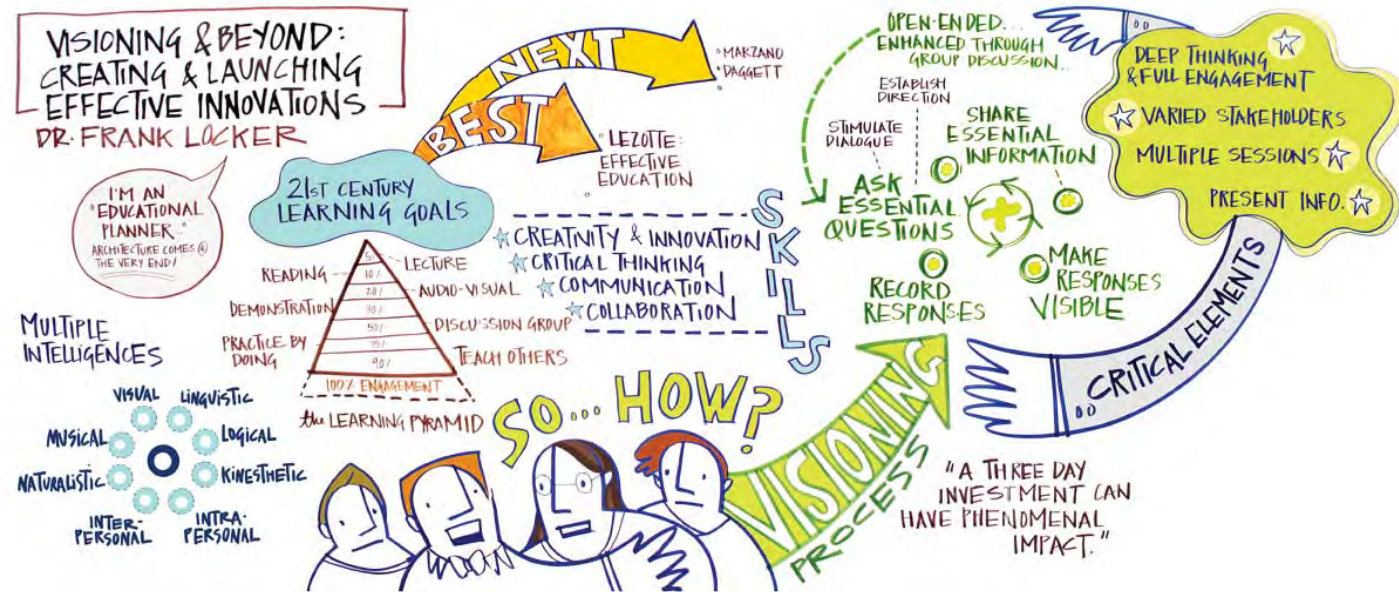 VISIONING & BEYOND:
CREATING & LAUNCHING
EFFECTIVE INNOVATIONS
DR. FRANK LOCKER
I'M AN
"EDUCATIONAL
PLANNER"
ARCHITECTURE COMES @
THE VERY END!
NEXT
BEST
° MARZANO
° DAGGETT
° LEZOTTE:
EFFECTIVE
EDUCATION
21ST CENTURY
LEARNING GOALS
5%
10%
20%
30%
50%
75%
90%
READING
DEMONSTRATION
PRACTICE BY
DOING
LECTURE
AUDIO-VISUAL
DISCUSSION GROUP
TEACH OTHERS
100% ENGAGEMENT
the LEARNING PYRAMID
CREATIVITY & INNOVATION
CRITICAL THINKING
COMMUNICATION
COLLABORATION
SKILLS
MULTIPLE
INTELLIGENCES
VISUAL
LINGUISTIC
MUSICAL
LOGICAL
NATURALISTIC
KINESTHETIC
INTER-
PERSONAL
INTRA-
PERSONAL
SO... HOW?
VISIONING
PROCESS
OPEN-ENDED...
ENHANCED THROUGH
GROUP DISCUSSION...
ESTABLISH
DIRECTION
STIMULATE
DIALOGUE
SHARE
ESSENTIAL
INFORMATION
ASK
ESSENTIAL
QUESTIONS
MAKE
RESPONSES
VISIBLE
RECORD
RESPONSES
DEEP THINKING
& FULL ENGAGEMENT
VARIED STAKEHOLDERS
MULTIPLE SESSIONS
PRESENT INFO.
CRITICAL ELEMENTS
"A THREE DAY
INVESTMENT CAN
HAVE PHENOMENAL
IMPACT."